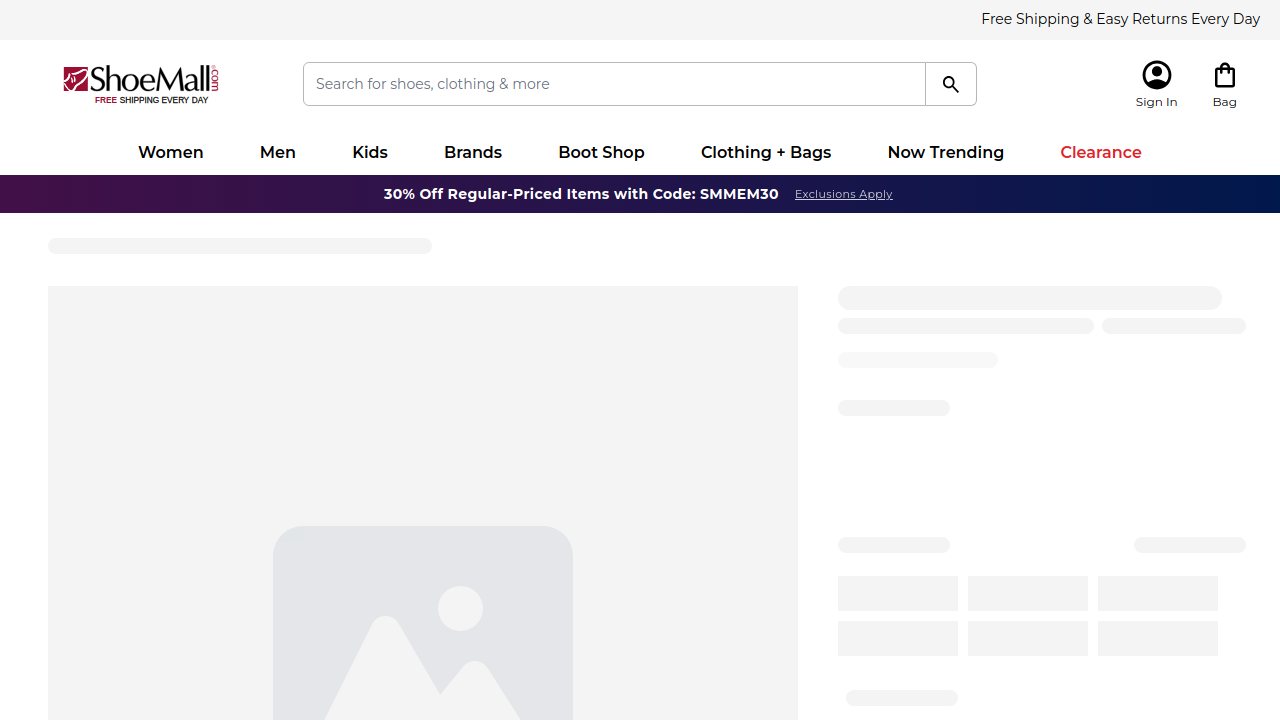 Free Shipping & Easy Returns Every Day
ShoeMall.com
FREE SHIPPING EVERY DAY
Search for shoes, clothing & more
Sign In
Bag
Women
Men
Kids
Brands
Boot Shop
Clothing + Bags
Now Trending
Clearance
30% Off Regular-Priced Items with Code: SMMEM30
Exclusions Apply